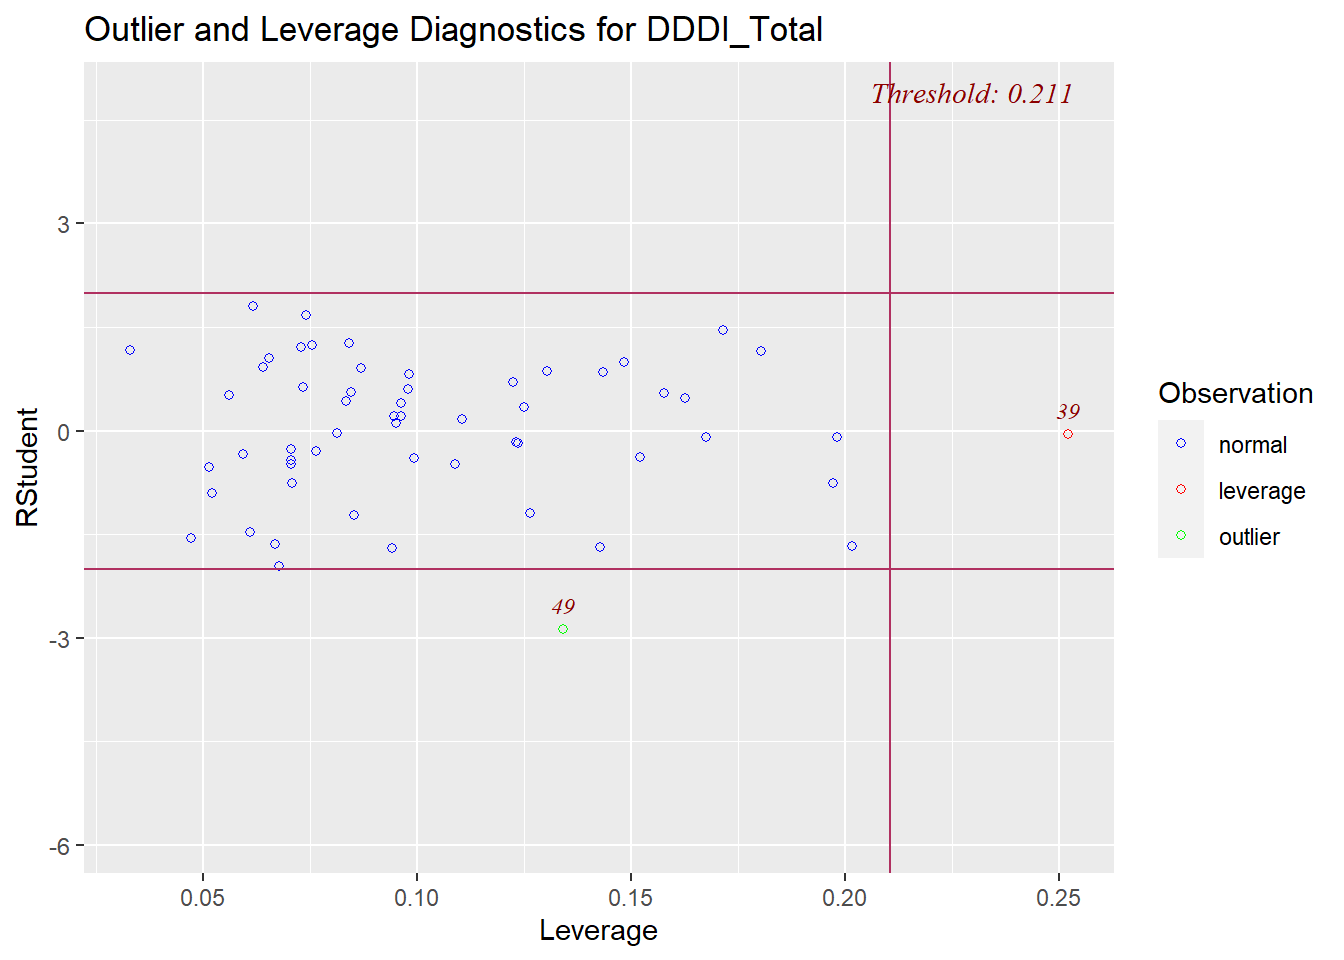 Outlier and Leverage Diagnostics for DDDI_Total
Threshold: 0.211
3
0
-3
-6
RStudent
39
49
0.05 0.10 0.15 0.20 0.25
Leverage
Observation
normal
leverage
outlier